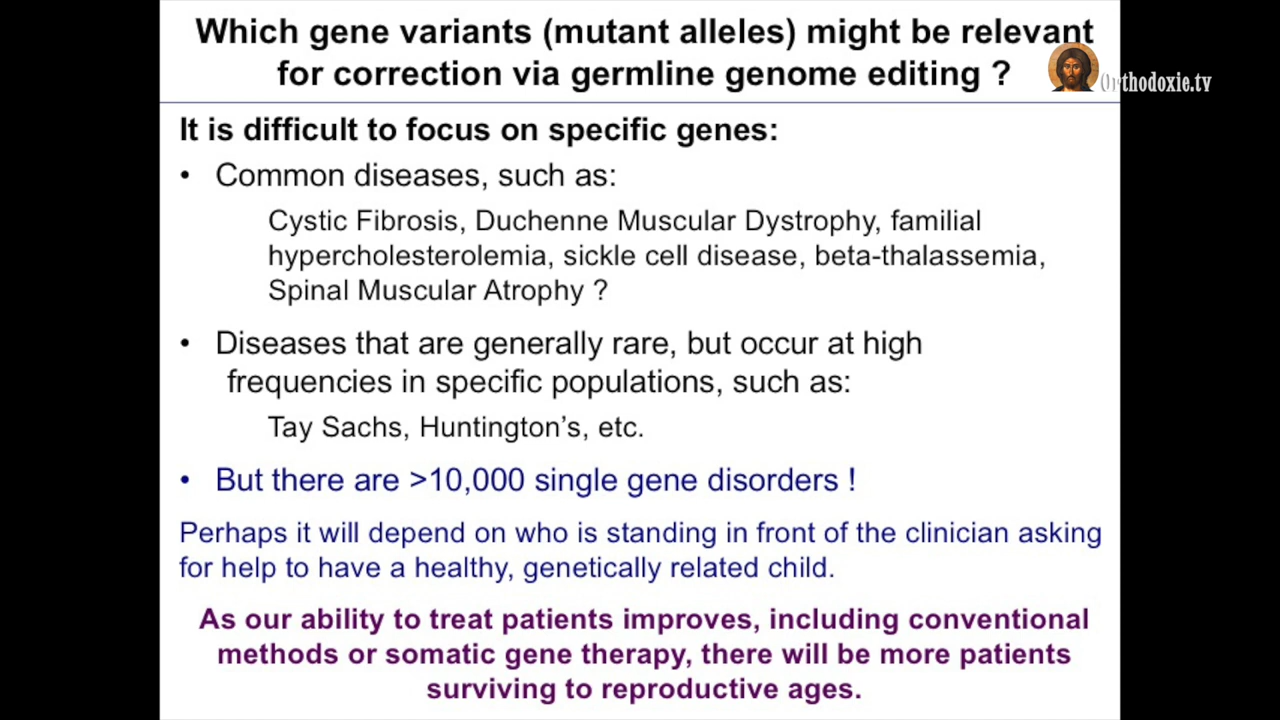 Which gene variants (mutant alleles) might be relevant
for correction via germline genome editing ?
Orthodoxie.tv
It is difficult to focus on specific genes:
• Common diseases, such as:
Cystic Fibrosis, Duchenne Muscular Dystrophy, familial
hypercholesterolemia, sickle cell disease, beta-thalassemia,
Spinal Muscular Atrophy ?
• Diseases that are generally rare, but occur at high
frequencies in specific populations, such as:
Tay Sachs, Huntington’s, etc.
• But there are >10,000 single gene disorders !
Perhaps it will depend on who is standing in front of the clinician asking
for help to have a healthy, genetically related child.
As our ability to treat patients improves, including conventional
methods or somatic gene therapy, there will be more patients
surviving to reproductive ages.